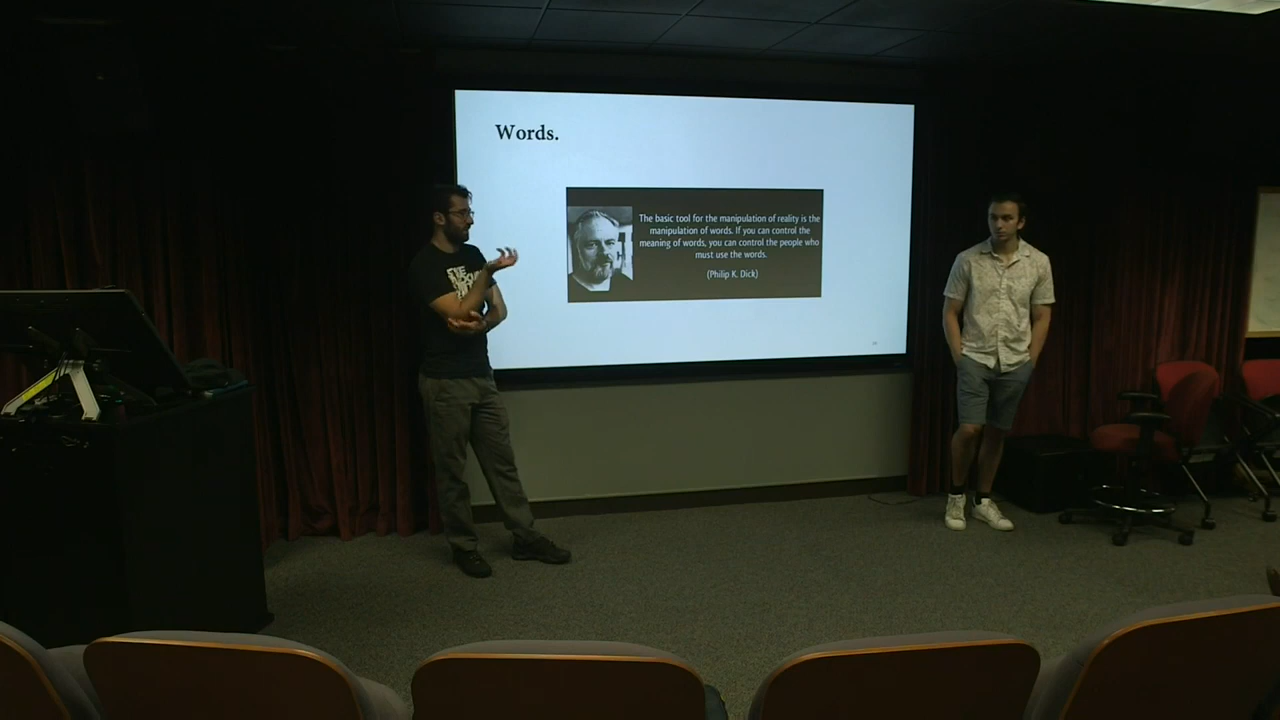 Words.
The basic tool for the manipulation of reality is the
manipulation of words. If you can control the
meaning of words, you can control the people who
must use the words.
(Philip K. Dick)